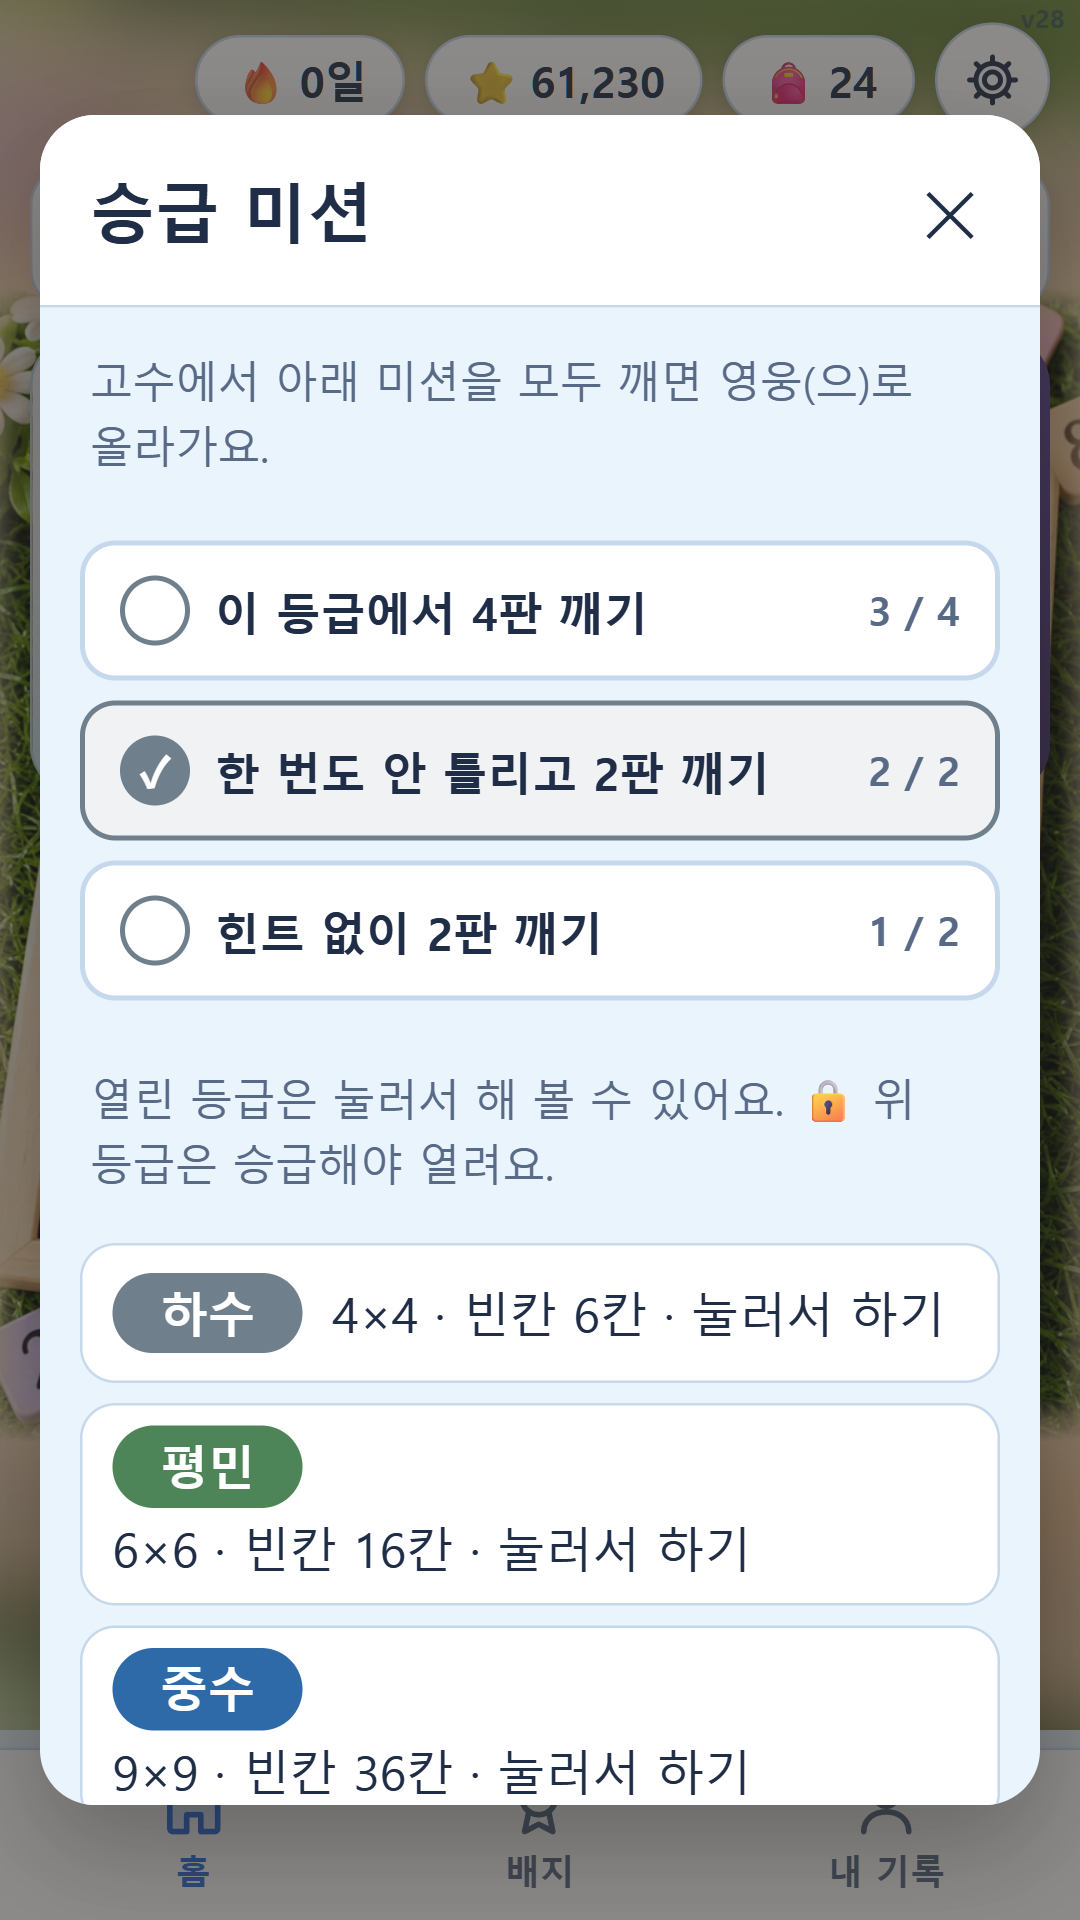 v28
0일
61,230
24
승급 미션
고수에서 아래 미션을 모두 깨면 영웅(으)로
올라가요.
이 등급에서 4판 깨기
3 / 4
한 번도 안 틀리고 2판 깨기
2 / 2
힌트 없이 2판 깨기
1 / 2
열린 등급은 눌러서 해 볼 수 있어요. 🔒 위
등급은 승급해야 열려요.
하수 4×4 · 빈칸 6칸 · 눌러서 하기
평민
6×6 · 빈칸 16칸 · 눌러서 하기
중수
9×9 · 빈칸 36칸 · 눌러서 하기
홈
배지
내 기록